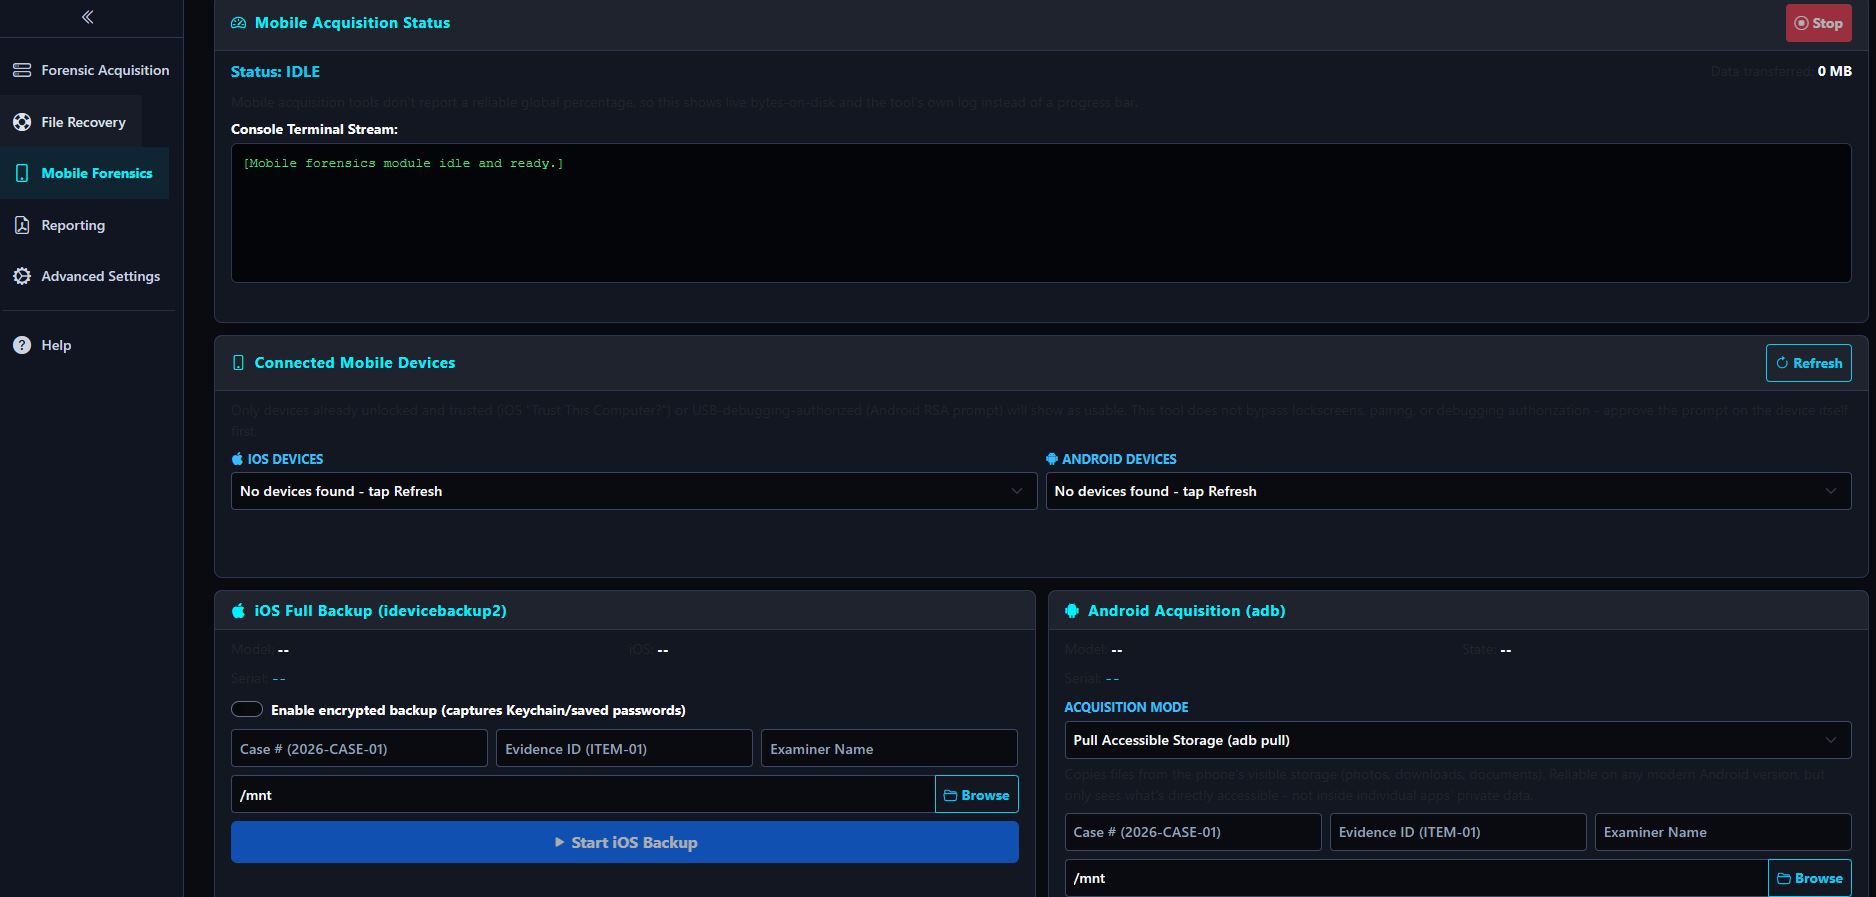 Mobile Acquisition Status
Stop
Forensic Acquisition
File Recovery
Mobile Forensics
Reporting
Advanced Settings
Help
Status: IDLE
Data transferred: 0 MB
Mobile acquisition tools don't report a reliable global percentage, so this shows live bytes-on-disk and the tool's own log instead of a progress bar.
Console Terminal Stream:
[Mobile forensics module idle and ready.]
Connected Mobile Devices
Refresh
Only devices already unlocked and trusted (iOS "Trust This Computer?") or USB-debugging-authorized (Android RSA prompt) will show as usable. This tool does not bypass lockscreens, pairing, or debugging authorization - approve the prompt on the device itself
first.
IOS DEVICES
No devices found - tap Refresh
ANDROID DEVICES
No devices found - tap Refresh
iOS Full Backup (idevicebackup2)
Model: --
iOS: --
Serial: --
Enable encrypted backup (captures Keychain/saved passwords)
Case # (2026-CASE-01)
Evidence ID (ITEM-01)
Examiner Name
/mnt
Browse
Start iOS Backup
Android Acquisition (adb)
Model: --
State: --
Serial: --
ACQUISITION MODE
Pull Accessible Storage (adb pull)
Copies files from the phone's visible storage (photos, downloads, documents). Reliable on any modern Android version, but
only sees what's directly accessible - not inside individual apps' private data.
Case # (2026-CASE-01)
Evidence ID (ITEM-01)
Examiner Name
/mnt
Browse